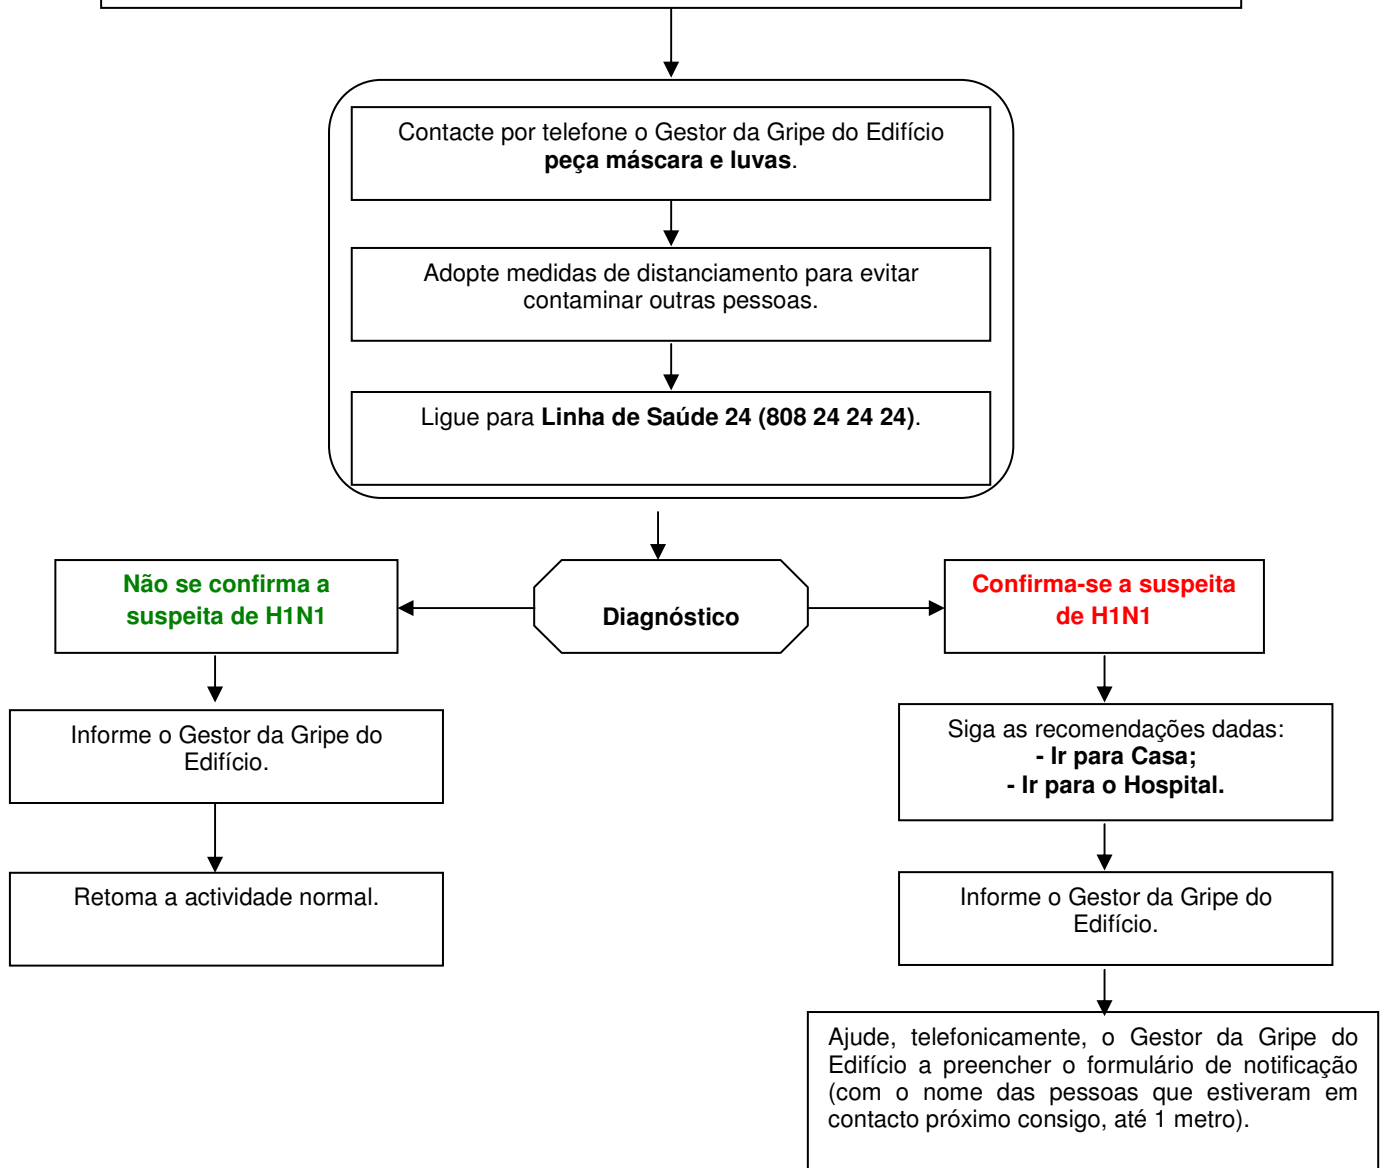 Contacte por telefone o Gestor da Gripe do Edifício
peça máscara e luvas.
Adopte medidas de distanciamento para evitar
contaminar outras pessoas.
Ligue para Linha de Saúde 24 (808 24 24 24).
Diagnóstico
Não se confirma a
suspeita de H1N1
Informe o Gestor da Gripe do
Edifício.
Retoma a actividade normal.
Confirma-se a suspeita
de H1N1
Siga as recomendações dadas:
- Ir para Casa;
- Ir para o Hospital.
Informe o Gestor da Gripe do
Edifício.
Ajude, telefonicamente, o Gestor da Gripe do
Edifício a preencher o formulário de notificação
(com o nome das pessoas que estiveram em
contacto próximo consigo, até 1 metro).